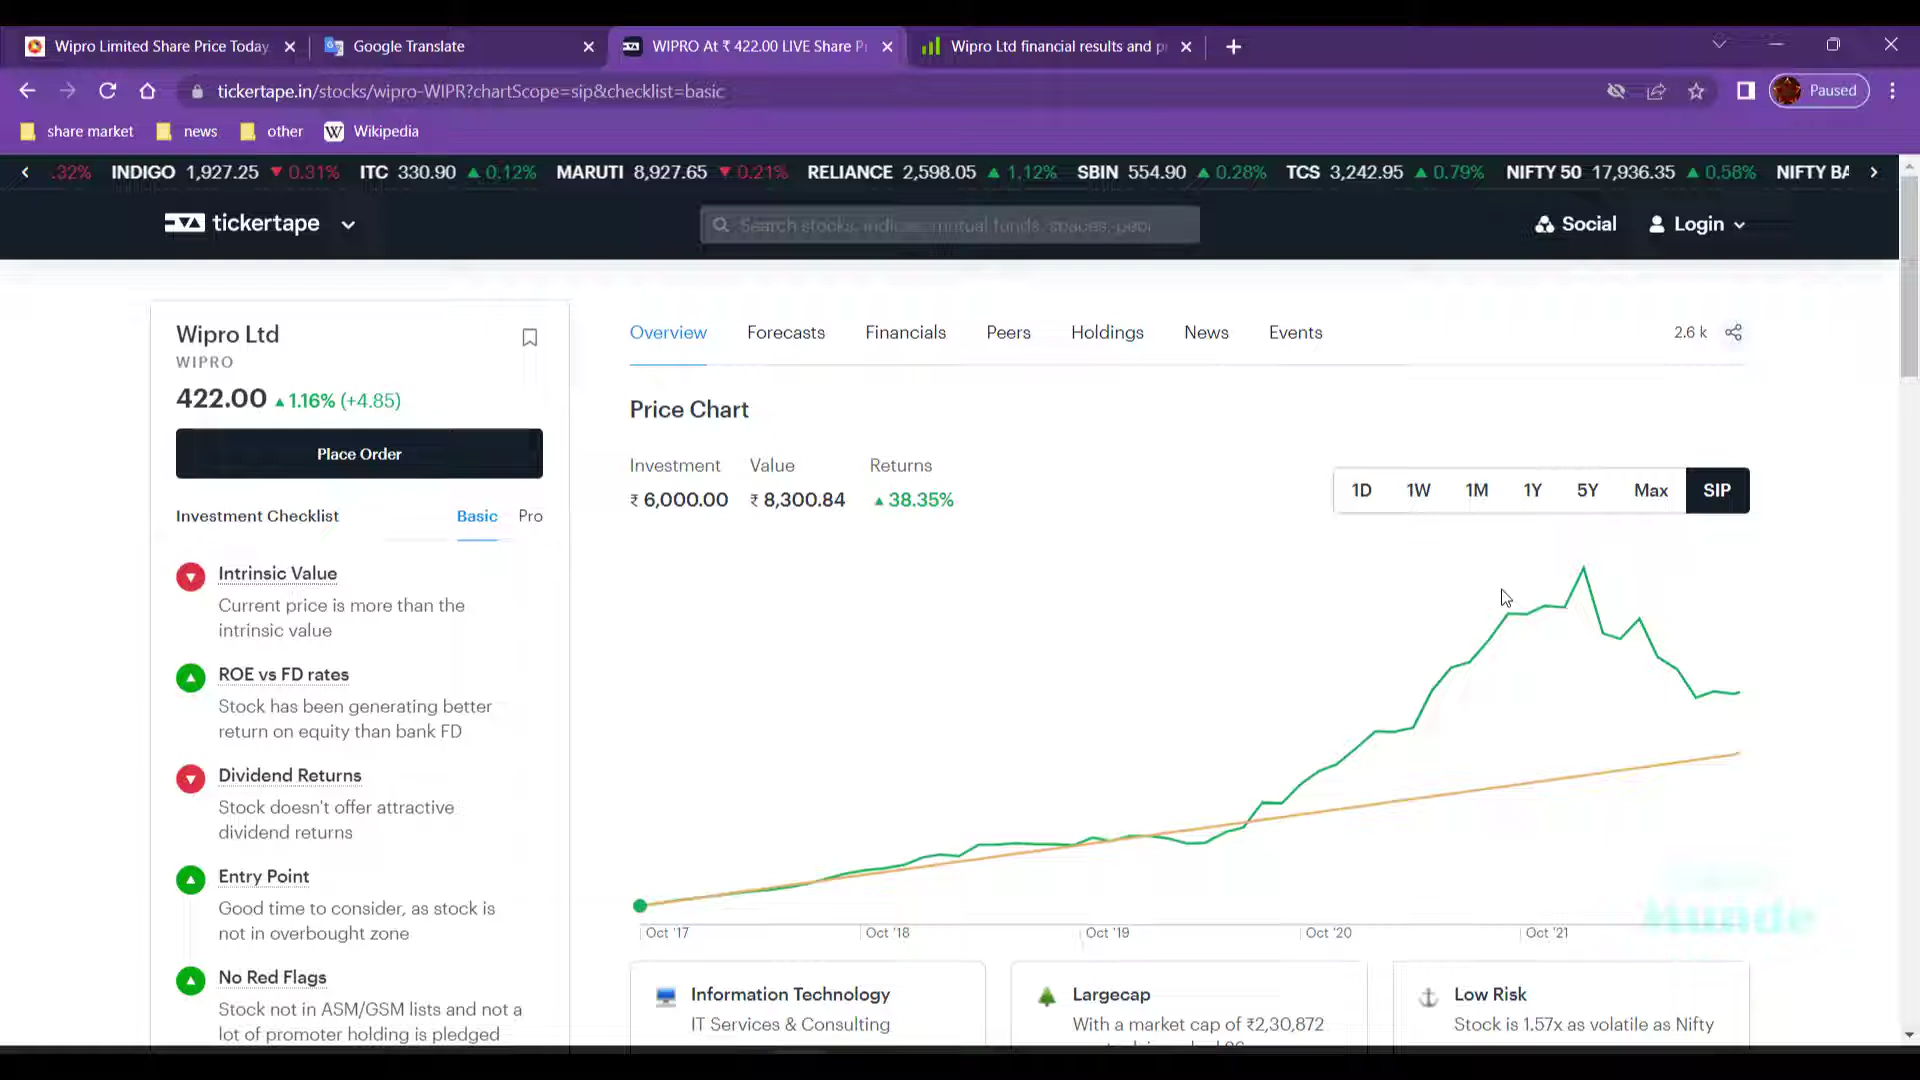 Wipro Limited Share Price Today
Google Translate
WIPRO At ₹ 422.00 LIVE Share P
Wipro Ltd financial results and p
tickertape.in/stocks/wipro-WIPR?chartScope=sip&checklist=basic
Paused
share market
news
other
W Wikipedia
.32% INDIGO 1,927.25 ▼ 0.31% ITC 330.90 ▲ 0.12% MARUTI 8,927.65 ▼ 0.21% RELIANCE 2,598.05 ▲ 1.12% SBIN 554.90 ▲ 0.28% TCS 3,242.95 ▲ 0.79% NIFTY 50 17,936.35 ▲ 0.58% NIFTY BA
tickertape
Search stocks, indices, mutual funds, spaces, peopl
Social
Login
Wipro Ltd
WIPRO
422.00 ▲ 1.16% (+4.85)
Place Order
Investment Checklist
Basic Pro
Intrinsic Value
Current price is more than the
intrinsic value
ROE vs FD rates
Stock has been generating better
return on equity than bank FD
Dividend Returns
Stock doesn't offer attractive
dividend returns
Entry Point
Good time to consider, as stock is
not in overbought zone
No Red Flags
Stock not in ASM/GSM lists and not a
lot of promoter holding is pledged
Overview Forecasts Financials Peers Holdings News Events
2.6 k
Price Chart
Investment Value Returns
₹ 6,000.00 ₹ 8,300.84 ▲ 38.35%
1D 1W 1M 1Y 5Y Max SIP
Munde
Oct '17 Oct '18 Oct '19 Oct '20 Oct '21
Information Technology
IT Services & Consulting
Largecap
With a market cap of ₹2,30,872
Low Risk
Stock is 1.57x as volatile as Nifty